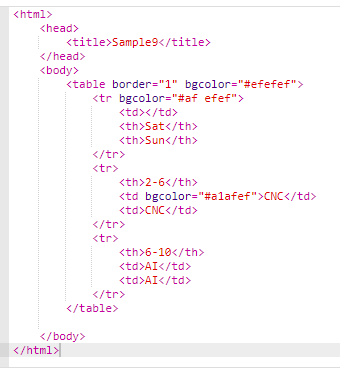 <html>
<head>
<title>Sample9</title>
</head>
<body>
<table border="1" bgcolor="#efefef">
<tr bgcolor="#af efef">
<td></td>
<th>Sat</th>
<th>Sun</th>
</tr>
<tr>
<th>2-6</th>
<td bgcolor="#a1afef">CNC</td>
<td>CNC</td>
</tr>
<tr>
<th>6-10</th>
<td>AI</td>
<td>AI</td>
</tr>
</table>
</body>
</html>